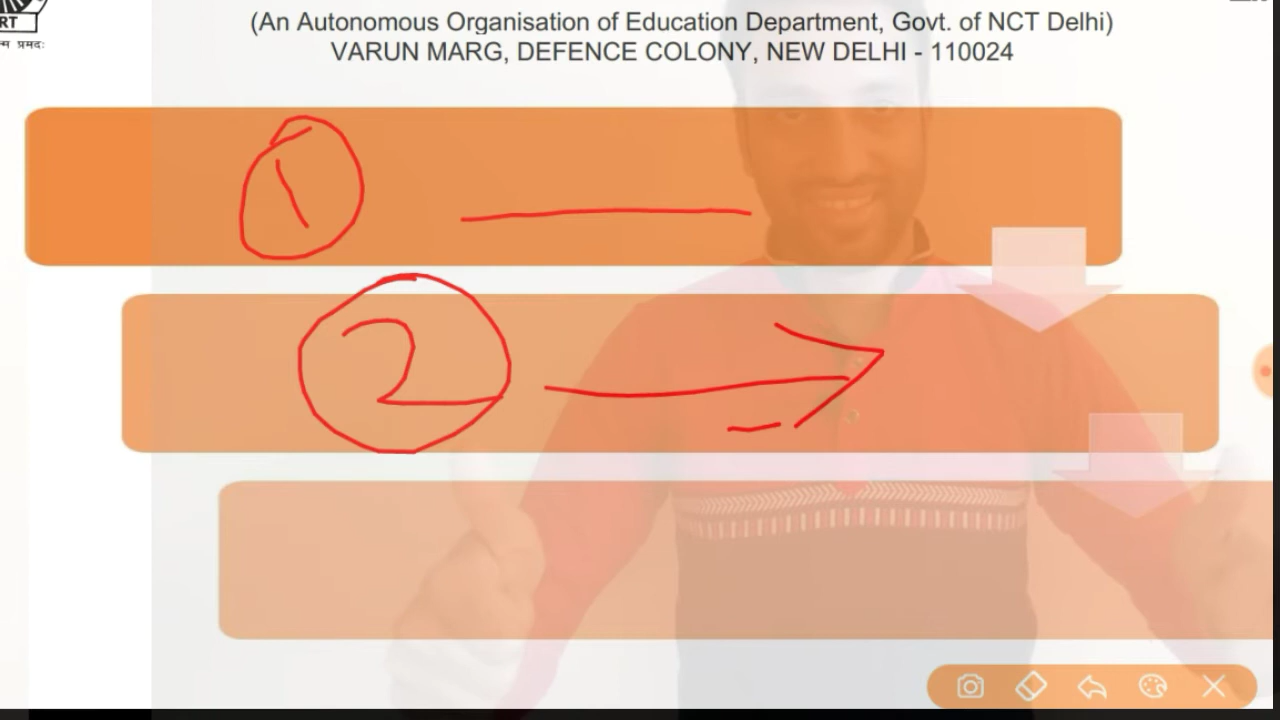 RT
(An Autonomous Organisation of Education Department, Govt. of NCT Delhi)
VARUN MARG, DEFENCE COLONY, NEW DELHI - 110024
1
2